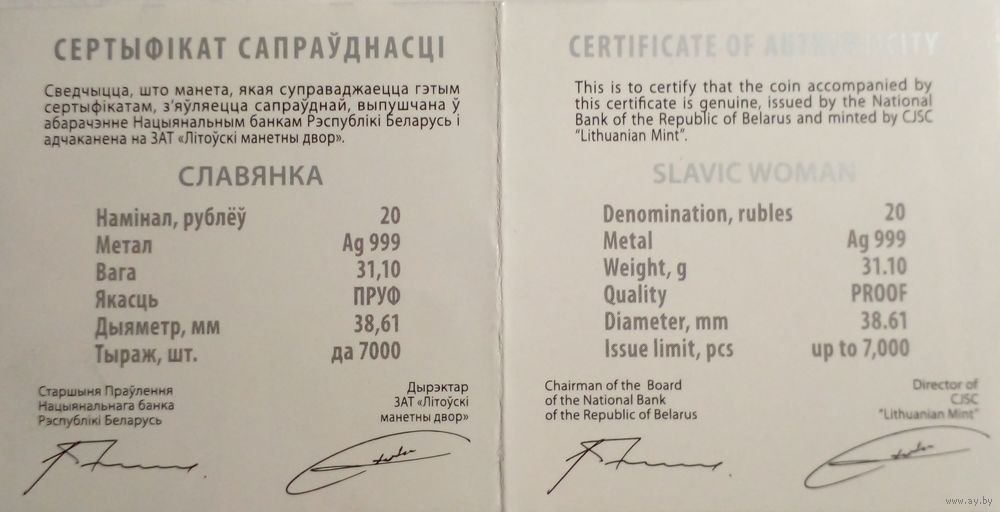 СЕРТЫФІКАТ САПРАЎДНАСЦІ
Сведчыцца, што манета, якая суправаджаецца гэтым
сертыфікатам, з'яўляецца сапраўднай, выпушчана ў
абарачэнне Нацыянальным банкам Рэспублікі Беларусь і
адчаканена на ЗАТ «Літоўскі манетны двор».
СЛАВЯНКА
Намінал, рублёў 20
Метал Ag 999
Вага 31,10
Якасць ПРУФ
Дыяметр, мм 38,61
Тыраж, шт. да 7000
Старшыня Праўлення
Нацыянальнага банка
Рэспублікі Беларусь
Дырэктар
ЗАТ «Літоўскі
манетны двор»
CERTIFICATE OF AUTHENTICITY
This is to certify that the coin accompanied by
this certificate is genuine, issued by the National
Bank of the Republic of Belarus and minted by CJSC
"Lithuanian Mint".
SLAVIC WOMAN
Denomination, rubles 20
Metal Ag 999
Weight, g 31.10
Quality PROOF
Diameter, mm 38.61
Issue limit, pcs up to 7,000
Chairman of the Board
of the National Bank
of the Republic of Belarus
Director of
CJSC
"Lithuanian Mint"
www.ay.by